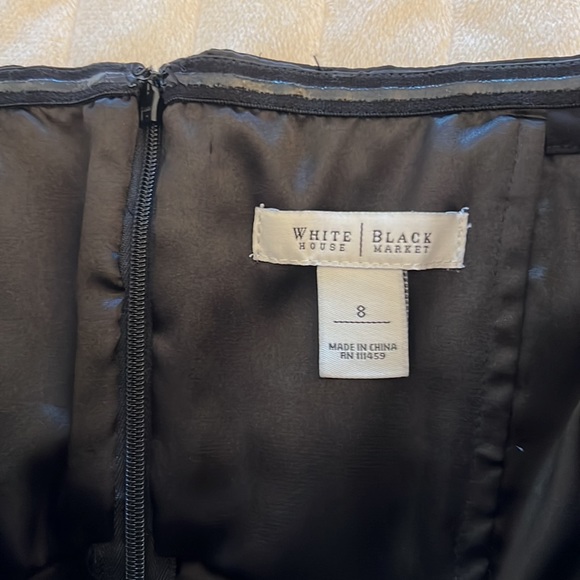 WHITE | BLACK
HOUSE | MARKET
8
MADE IN CHINA
RN 111459